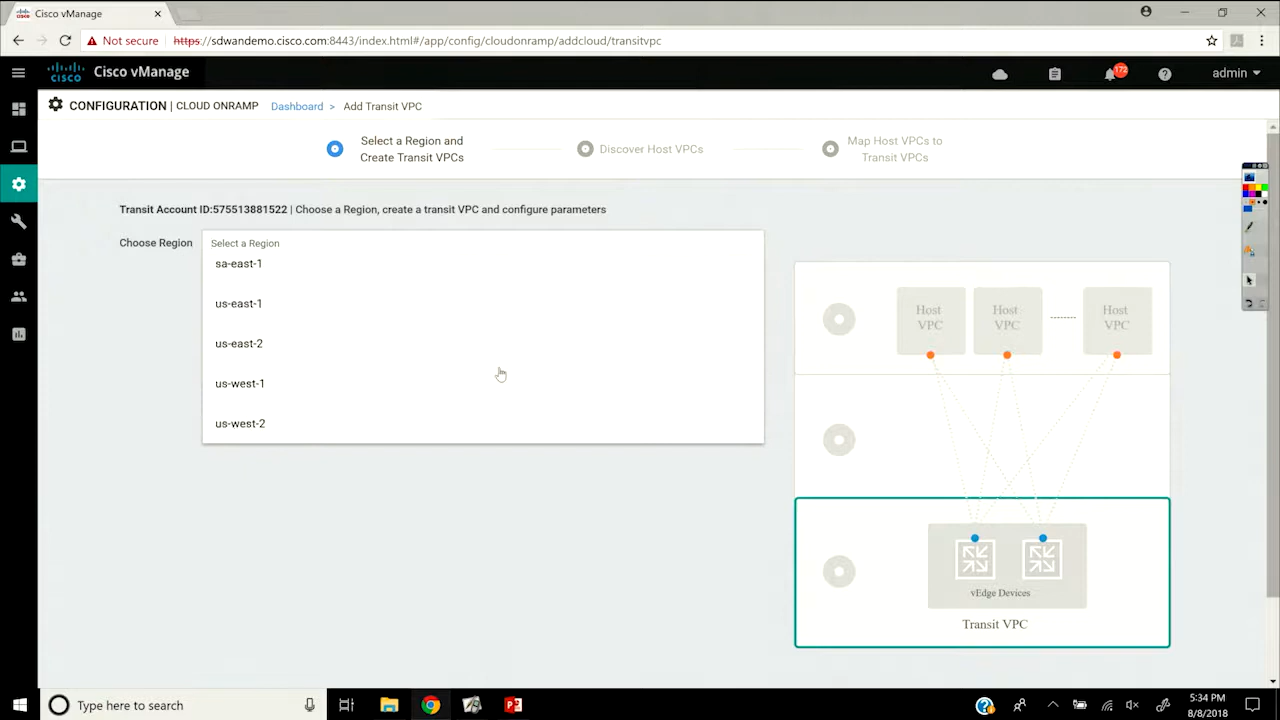 Cisco vManage
Not secure
https://sdwandemo.cisco.com:8443/index.html#/app/config/cloudonramp/addcloud/transitvpc
cisco
Cisco vManage
172
admin
CONFIGURATION | CLOUD ONRAMP
Dashboard > Add Transit VPC
Select a Region and
Create Transit VPCs
Discover Host VPCs
Map Host VPCs to
Transit VPCs
Transit Account ID:575513881522 | Choose a Region, create a transit VPC and configure parameters
Choose Region
Select a Region
sa-east-1
us-east-1
us-east-2
us-west-1
us-west-2
Host
VPC
Host
VPC
Host
VPC
vEdge Devices
Transit VPC
Type here to search
5:34 PM
8/8/2018